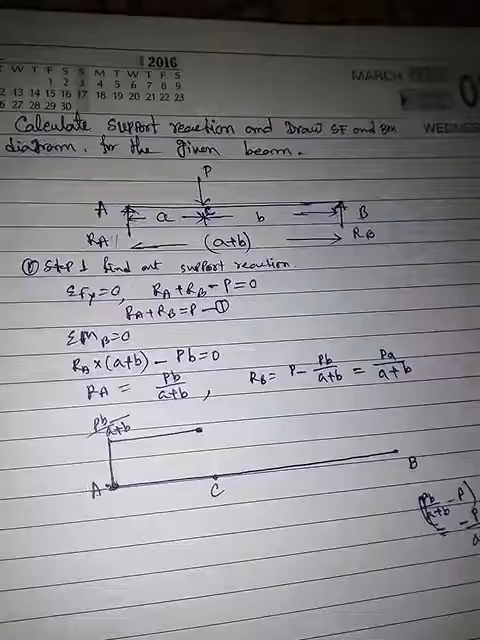 2016
T W T F S S M T W T F S
1 2 3 4 5 6 7 8 9
2 13 14 15 16 17 18 19 20 21 22 23
6 27 28 29 30
MARCH
WEDNES
Calculate support reaction and Draw SF and BM
diagram. for the given beam.
P
A a C b B
RA (a+b) RB
① Step 1 find out support reaction.
ΣFy=0, RA+RB-P=0
RA+RB=P-①
ΣMB=0
RA×(a+b) - Pb=0
RA = Pb/a+b , RB= P- Pb/a+b = Pa/a+b
Pb/a+b
A C B
(Pb/a+b - P)